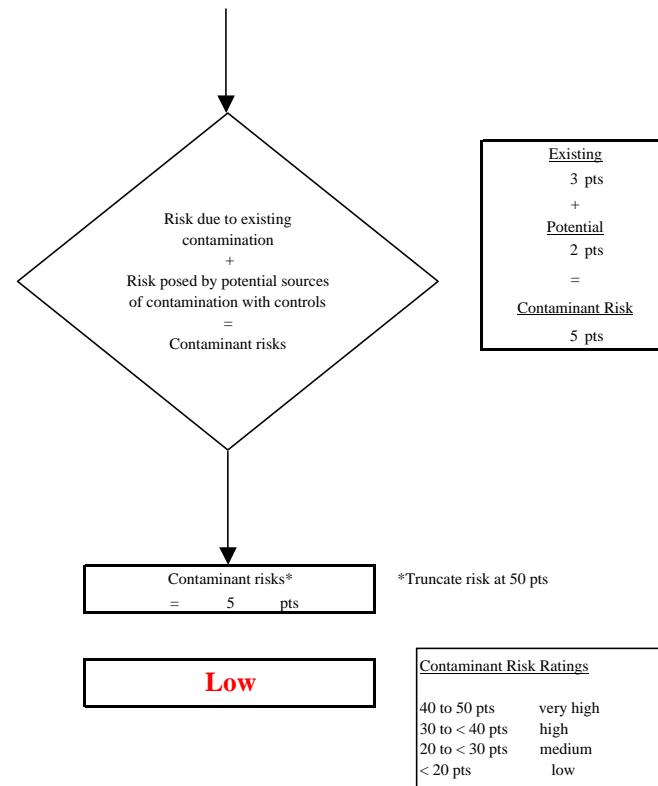 Risk due to existing
contamination
+
Risk posed by potential sources
of contamination with controls
=
Contaminant risks
Existing
3 pts
+
Potential
2 pts
=
Contaminant Risk
5 pts
Contaminant risks*
= 5 pts
*Truncate risk at 50 pts
Low
Contaminant Risk Ratings
40 to 50 pts very high
30 to < 40 pts high
20 to < 30 pts medium
< 20 pts low